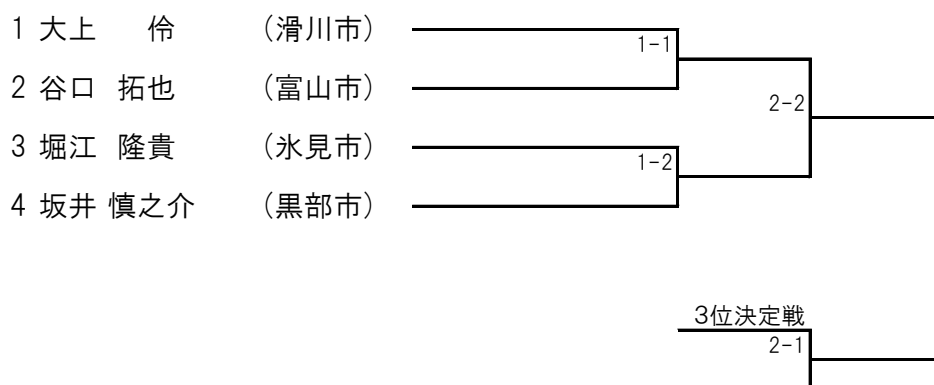 1 大上 伶 (滑川市)
1-1
2 谷口 拓也 (富山市)
2-2
3 堀江 隆貴 (氷見市)
1-2
4 坂井 慎之介 (黒部市)
3位決定戦
2-1